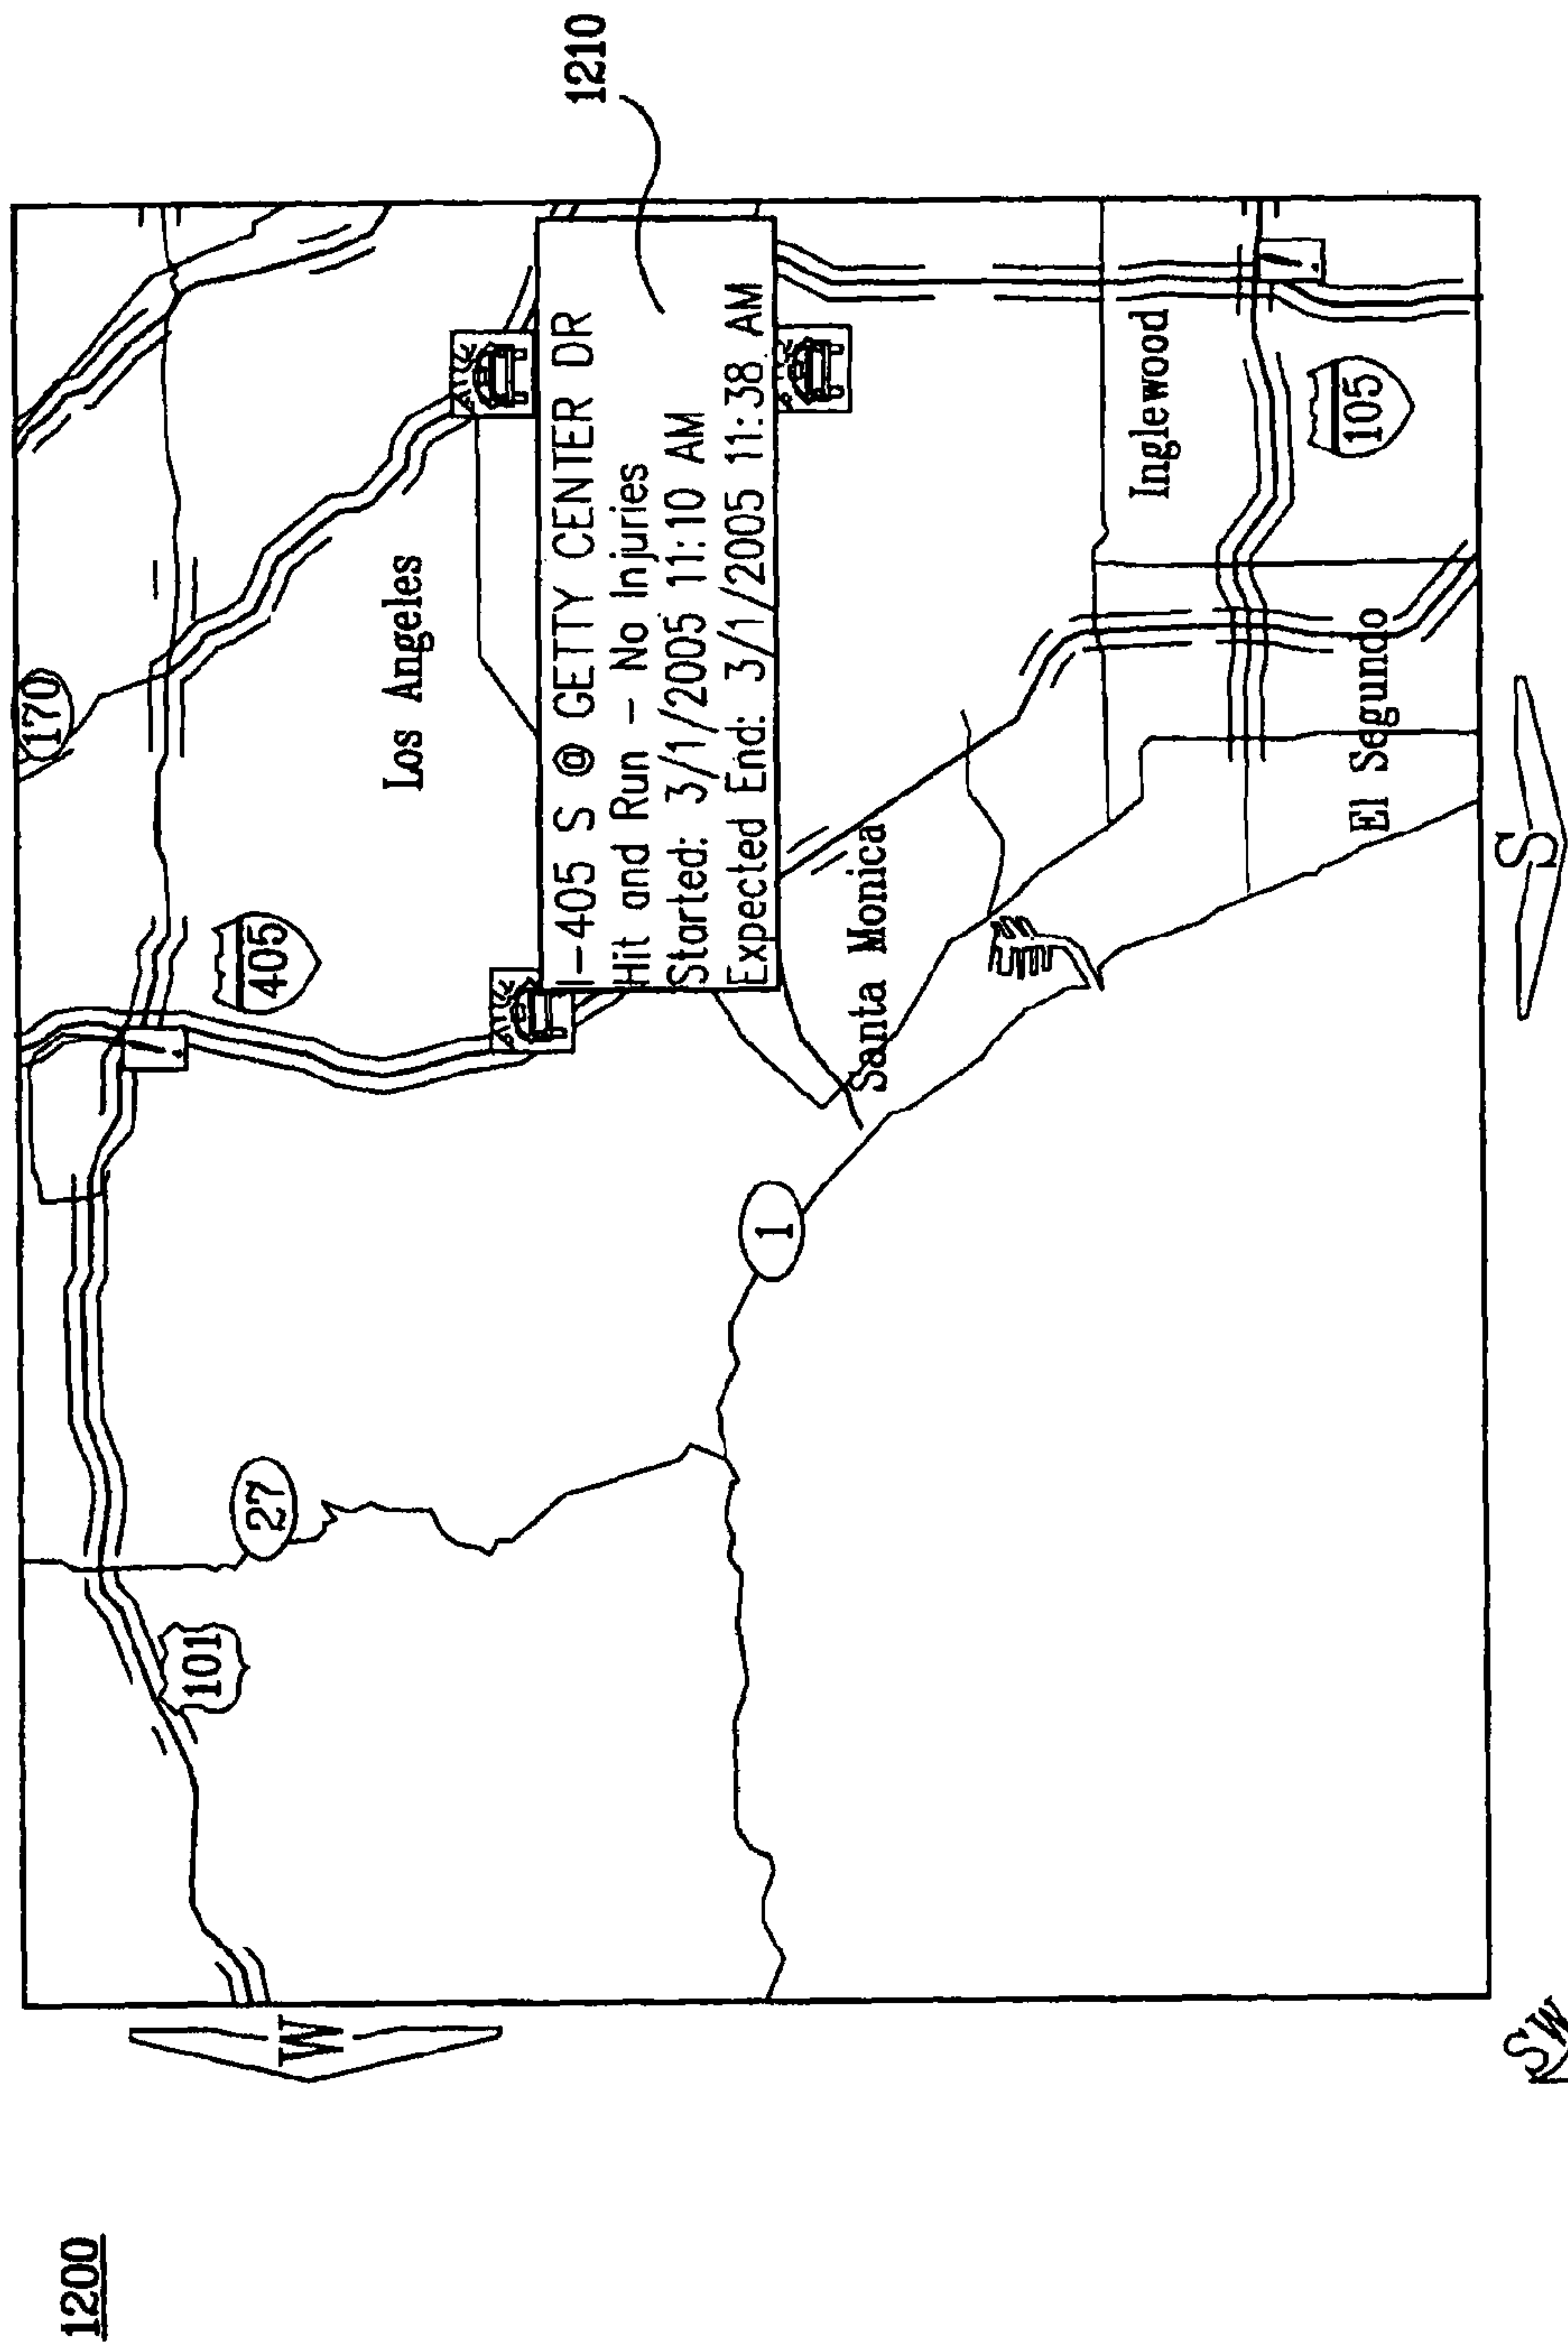 1200
170
Los Angeles
405
101
27
I-405 S @ GETTY CENTER DR
Hit and Run - No Injuries
Started: 3/1/2005 11:10 AM
Expected End: 3/1/2005 11:38 AM
1210
1
Santa Monica
Inglewood
105
El Segundo
W
S
SW